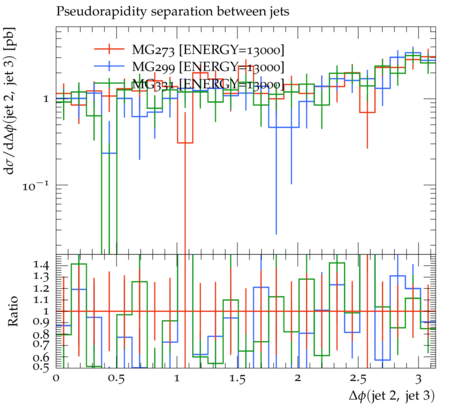 Pseudorapidity separation between jets
dσ/dΔϕ(jet 2, jet 3) [pb]
MG273 [ENERGY=13000]
MG299 [ENERGY=13000]
MG331 [ENERGY=13000]
1
10⁻¹
Ratio
1.4
1.3
1.2
1.1
1
0.9
0.8
0.7
0.6
0.5
0 0.5 1 1.5 2 2.5 3
Δϕ(jet 2, jet 3)